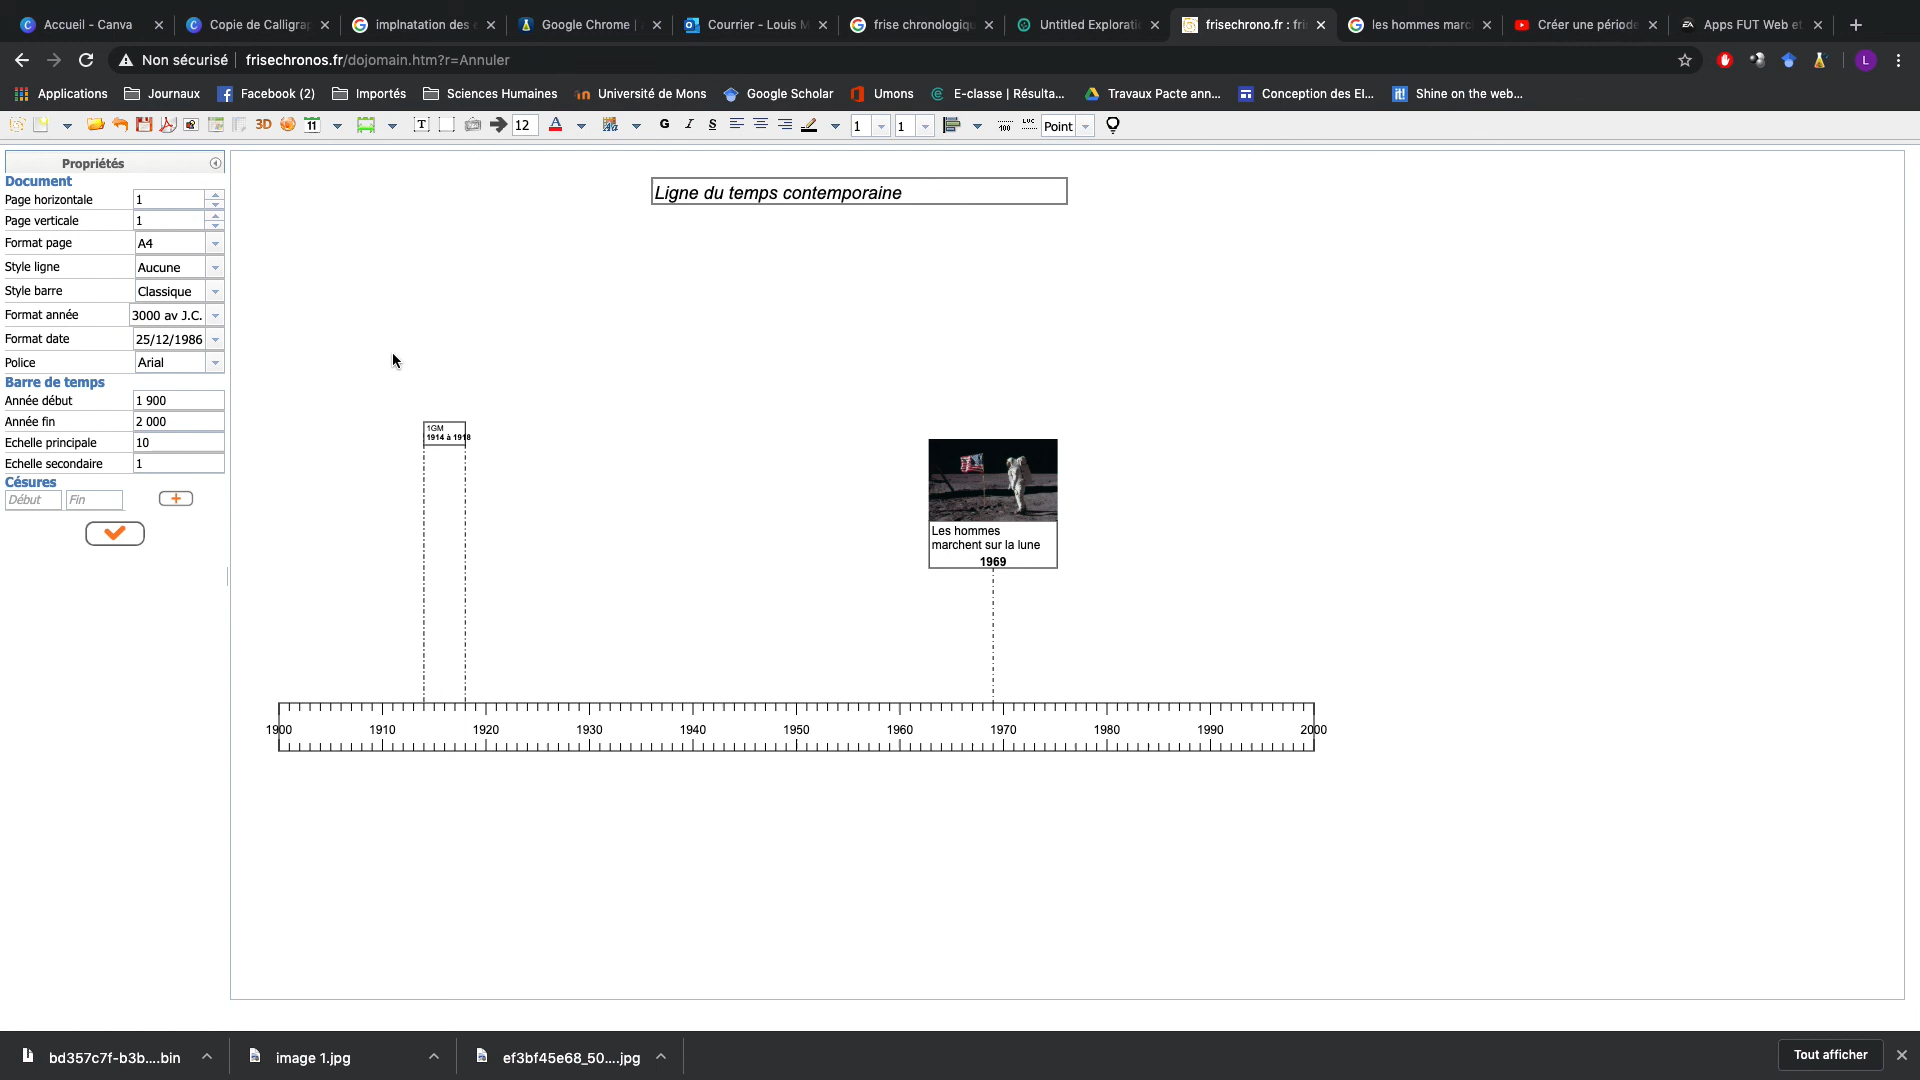 Accueil - Canva
Copie de Calligrap
implnatation des
Google Chrome |
Courrier - Louis M
frise chronologiqu
Untitled Explorati
frisechrono.fr : fri
les hommes marc
Créer une période
Apps FUT Web et
Non sécurisé
frisechronos.fr/dojomain.htm?r=Annuler
L
Applications
Journaux
Facebook (2)
Importés
Sciences Humaines
Université de Mons
Google Scholar
Umons
E-classe | Résulta...
Travaux Pacte ann...
Conception des El...
Shine on the web...
3D
11
T
12
A
G
I
S
1
1
100
LUC
Point
Propriétés
Document
Page horizontale 1
Page verticale 1
Format page A4
Style ligne Aucune
Style barre Classique
Format année 3000 av J.C.
Format date 25/12/1986
Police Arial
Barre de temps
Année début 1 900
Année fin 2 000
Echelle principale 10
Echelle secondaire 1
Césures
Début Fin
Ligne du temps contemporaine
1GM
1914 à 1918
Les hommes
marchent sur la lune
1969
1900 1910 1920 1930 1940 1950 1960 1970 1980 1990 2000
bd357c7f-b3b....bin
image 1.jpg
ef3bf45e68_50....jpg
Tout afficher